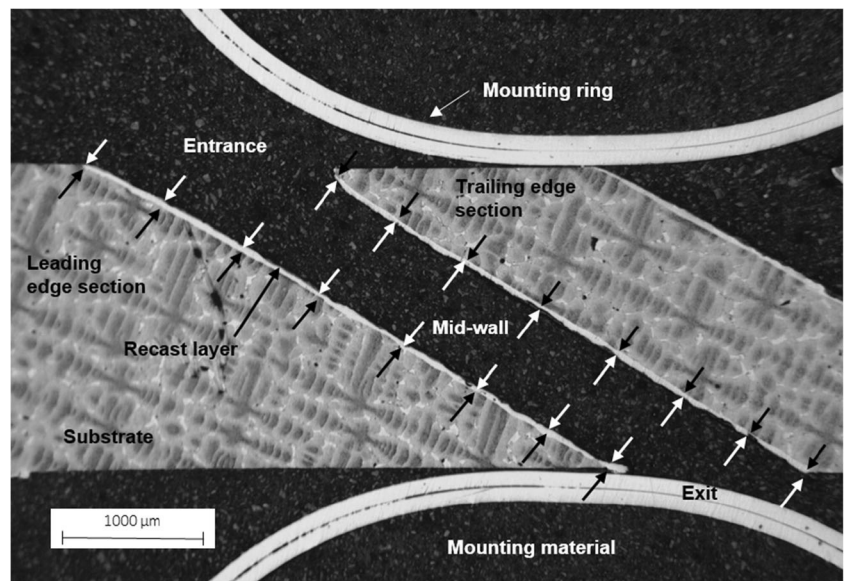 Mounting ring
Entrance
Trailing edge
section
Leading
edge section
Mid-wall
Recast layer
Substrate
Exit
1000 µm
Mounting material